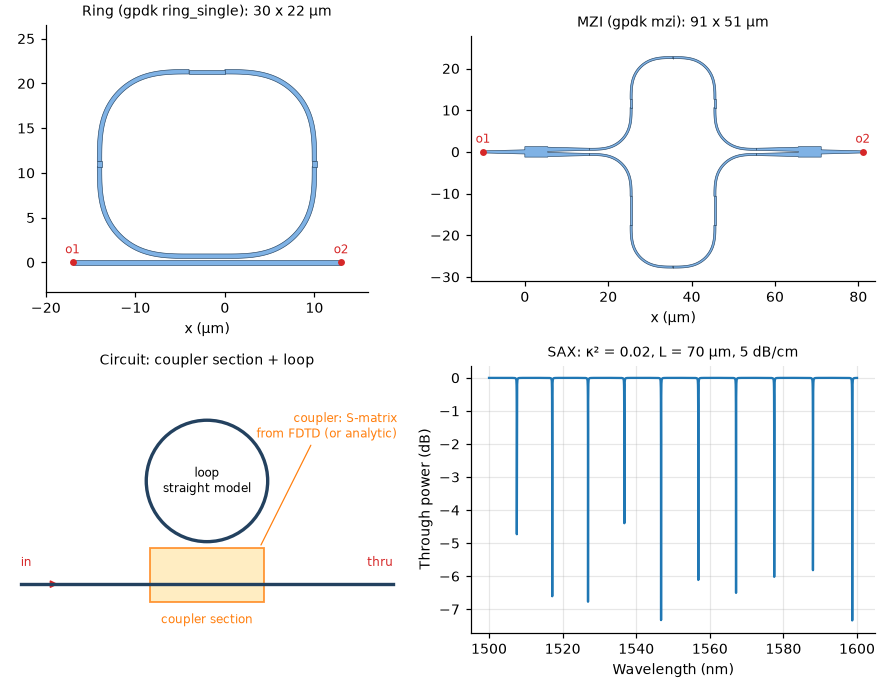 Ring (gpdk ring_single): 30 x 22 µm
25
20
15
10
5
0
o1
o2
−20
−10
0
10
x (µm)
MZI (gpdk mzi): 91 x 51 µm
20
10
0
−10
−20
−30
o1
o2
0
20
40
60
80
x (µm)
Circuit: coupler section + loop
coupler: S-matrix
from FDTD (or analytic)
loop
straight model
in
thru
coupler section
SAX: κ² = 0.02, L = 70 µm, 5 dB/cm
Through power (dB)
0
−1
−2
−3
−4
−5
−6
−7
1500
1520
1540
1560
1580
1600
Wavelength (nm)